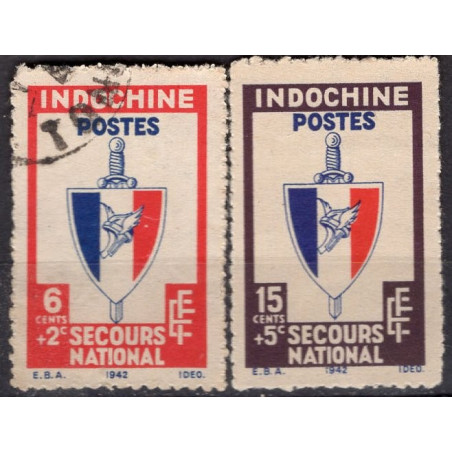 INDOCHINE
POSTES
6
CENTS
+2c
SECOURS
NATIONAL
E.B.A. 1942 IDEO.
INDOCHINE
POSTES
15
CENTS
+5c
SECOURS
NATIONAL
E.B.A. 1942 IDEO.